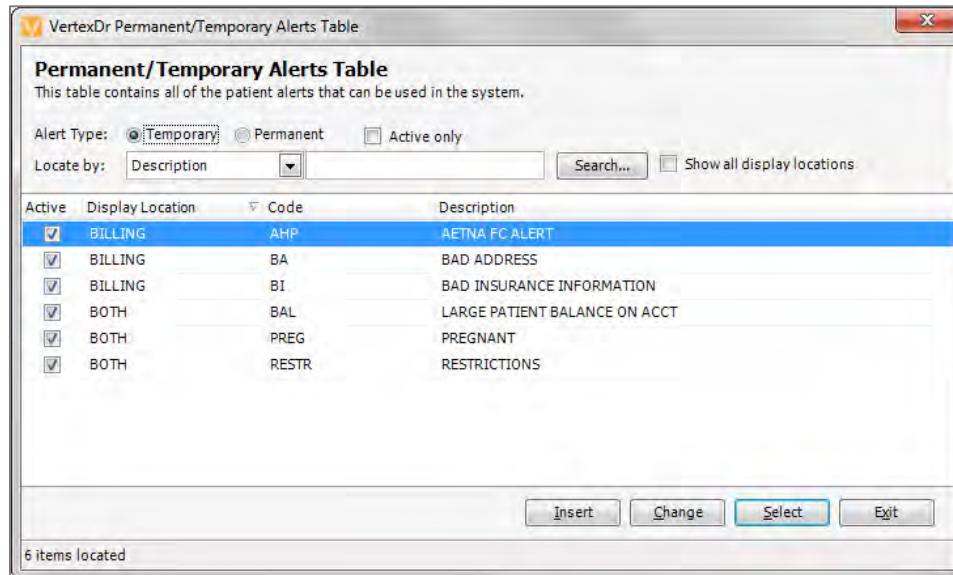 VertexDr Permanent/Temporary Alerts Table
Permanent/Temporary Alerts Table
This table contains all of the patient alerts that can be used in the system.
Alert Type: Temporary Permanent Active only
Locate by: Description Search... Show all display locations
Active Display Location Code Description
BILLING AHP AETNA FC ALERT
BILLING BA BAD ADDRESS
BILLING BI BAD INSURANCE INFORMATION
BOTH BAL LARGE PATIENT BALANCE ON ACCT
BOTH PREG PREGNANT
BOTH RESTR RESTRICTIONS
Insert Change Select Exit
6 items located